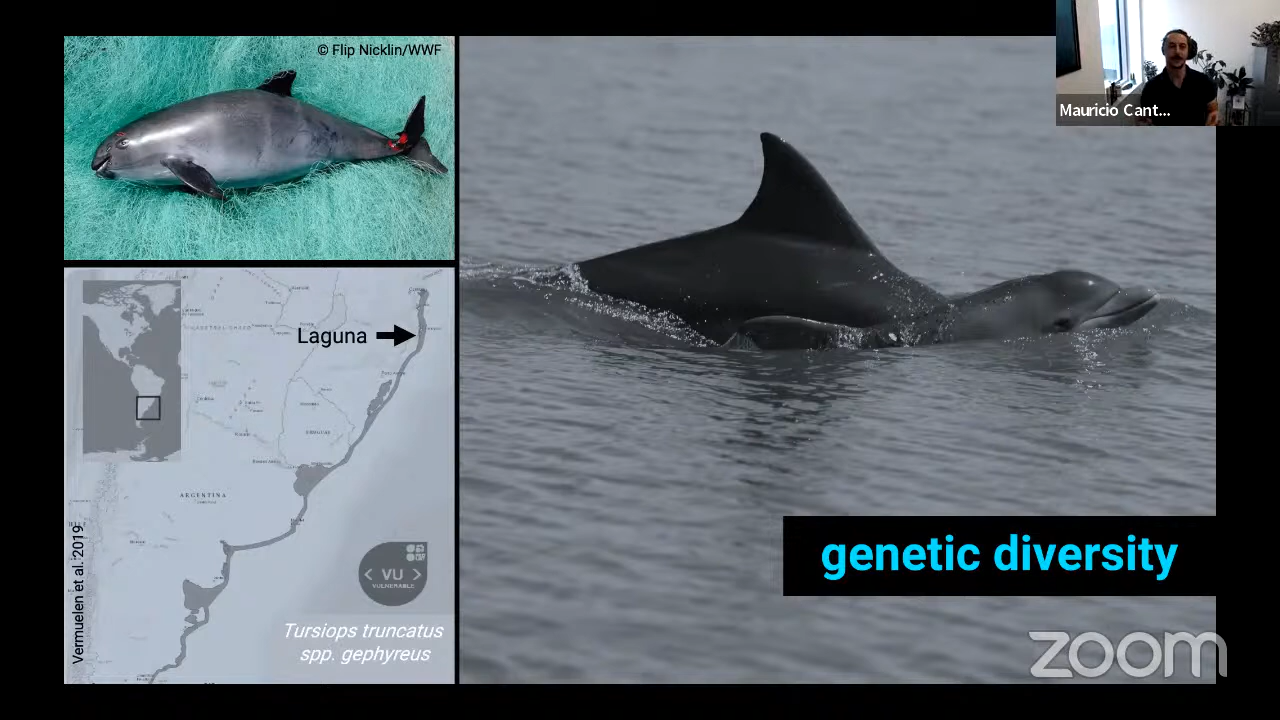 © Flip Nicklin/WWF
Mauricio Cant...
Laguna
ARGENTINA
URUGUAY
VU
VULNERABLE
Vermuelen et al. 2019
Tursiops truncatus
spp. gephyreus
genetic diversity
zoom